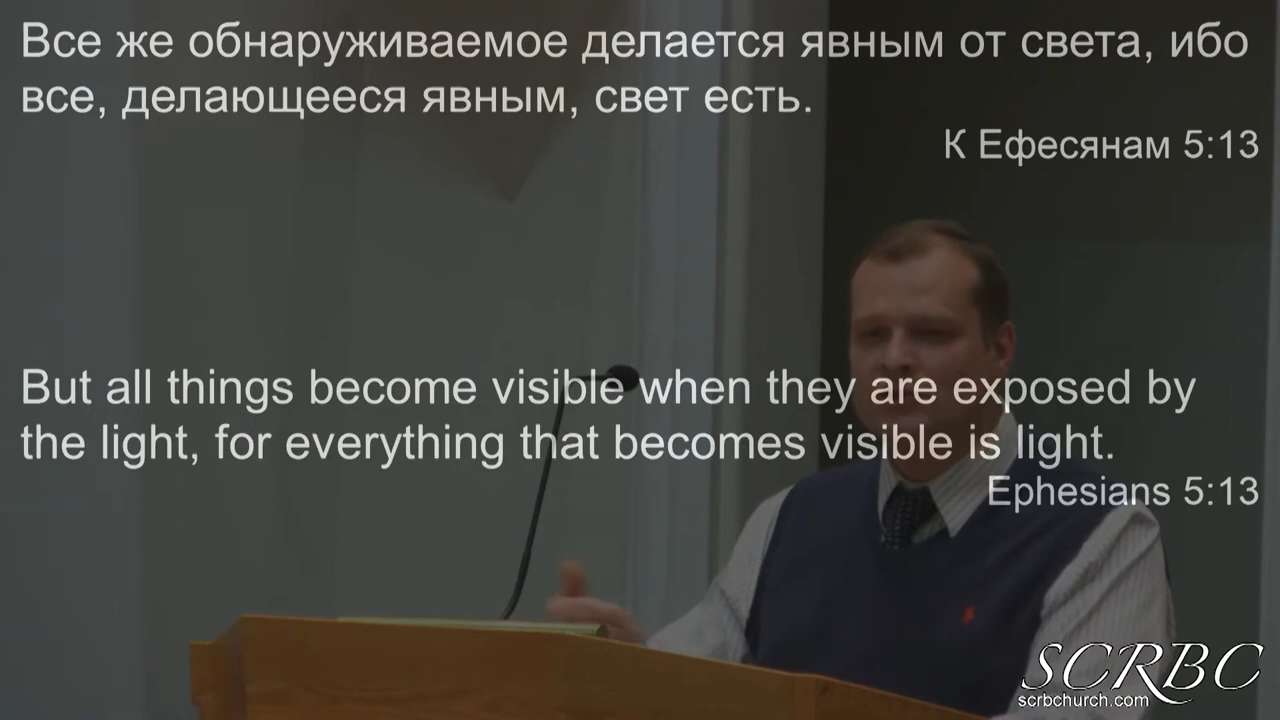 Все же обнаруживаемое делается явным от света, ибо
все, делающееся явным, свет есть.
К Ефесянам 5:13
But all things become visible when they are exposed by
the light, for everything that becomes visible is light.
Ephesians 5:13
SCRBC
scrbchurch.com